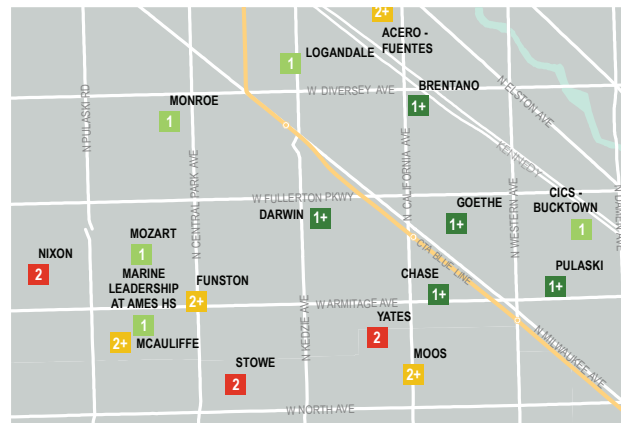 2+
ACERO -
FUENTES
LOGANDALE
1
W DIVERSEY AVE
BRENTANO
1+
N ELSTON AVE
N PULASKI RD
MONROE
1
KENNEDY
N CENTRAL PARK AVE
N CALIFORNIA AVE
N WESTERN AVE
W FULLERTON PKWY
DARWIN
1+
GOETHE
1+
CICS -
BUCKTOWN
1
NIXON
2
MOZART
1
MARINE
LEADERSHIP
AT AMES HS
1
FUNSTON
2+
CTA BLUE LINE
CHASE
1+
PULASKI
1+
W ARMITAGE AVE
N KEDZIE AVE
2+
MCAULIFFE
YATES
2
N MILWAUKEE AVE
STOWE
2
MOOS
2+
W NORTH AVE